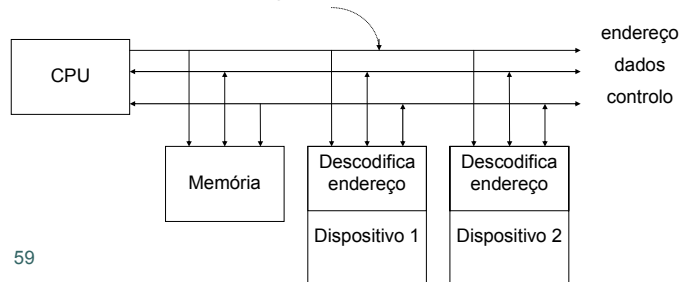 endereço
dados
controlo
CPU
Memória
Descodifica
endereço
Dispositivo 1
Descodifica
endereço
Dispositivo 2
59